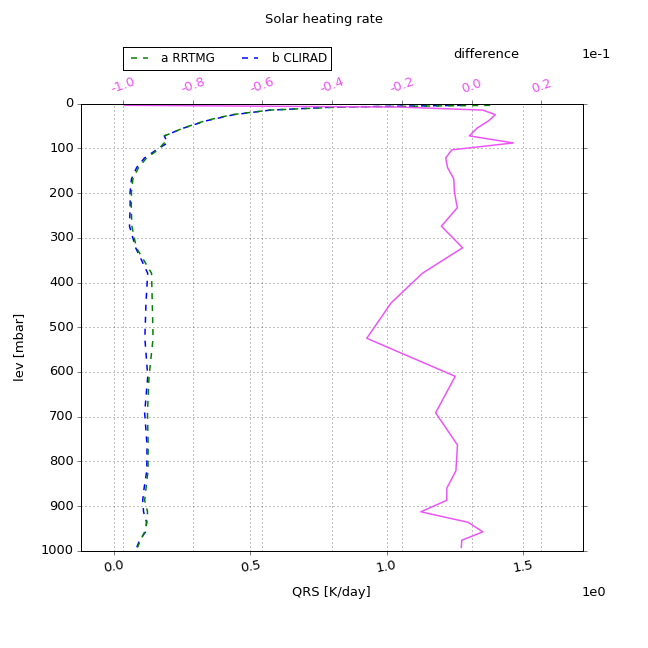 Solar heating rate
a RRTMG b CLIRAD
difference 1e-1
-1.0 -0.8 -0.6 -0.4 -0.2 0.0 0.2
0
100
200
300
400
500
600
700
800
900
1000
lev [mbar]
0.0 0.5 1.0 1.5
QRS [K/day] 1e0